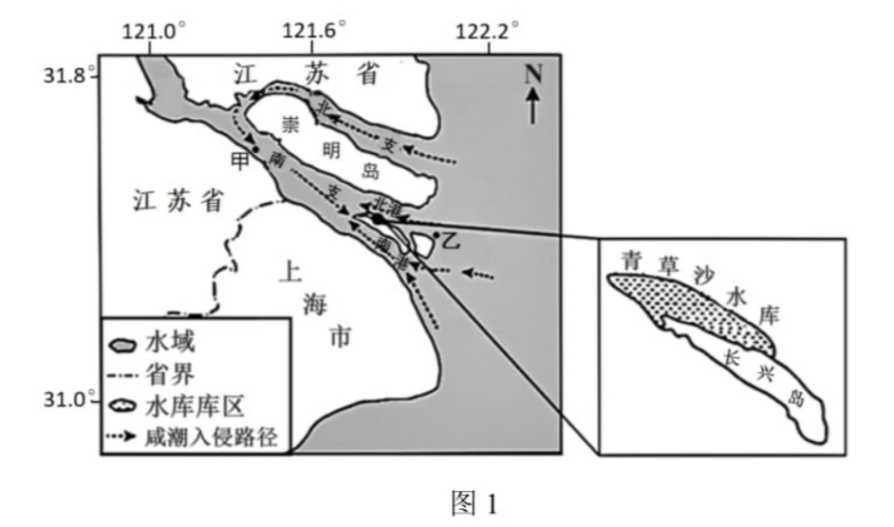 121.0° 121.6° 122.2°
31.8°
江 苏 省
N
北
支
崇
明
岛
甲
南
支
江 苏 省
北港
乙
南
港
上
海
市
青草沙水库
长兴岛
水域
省界
水库库区
咸潮入侵路径
31.0°
图 1